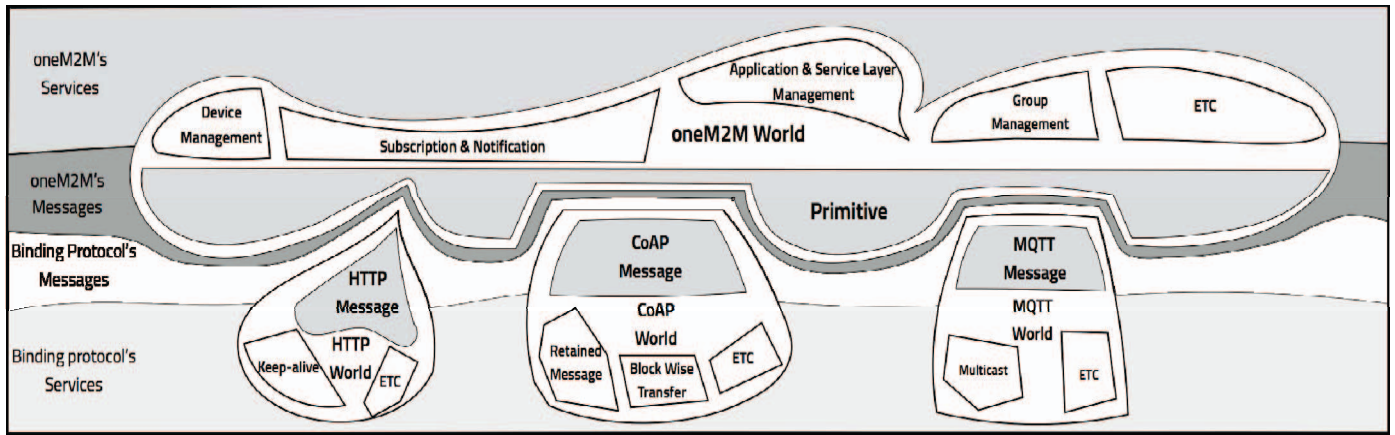 oneM2M's
Services
Device
Management
Subscription & Notification
Application & Service Layer
Management
oneM2M World
Group
Management
ETC
oneM2M's
Messages
Primitive
Binding Protocol's
Messages
HTTP
Message
CoAP
Message
MQTT
Message
Binding protocol's
Services
HTTP
World
Keep-alive
ETC
CoAP
World
Retained
Message
Block Wise
Transfer
ETC
MQTT
World
Multicast
ETC